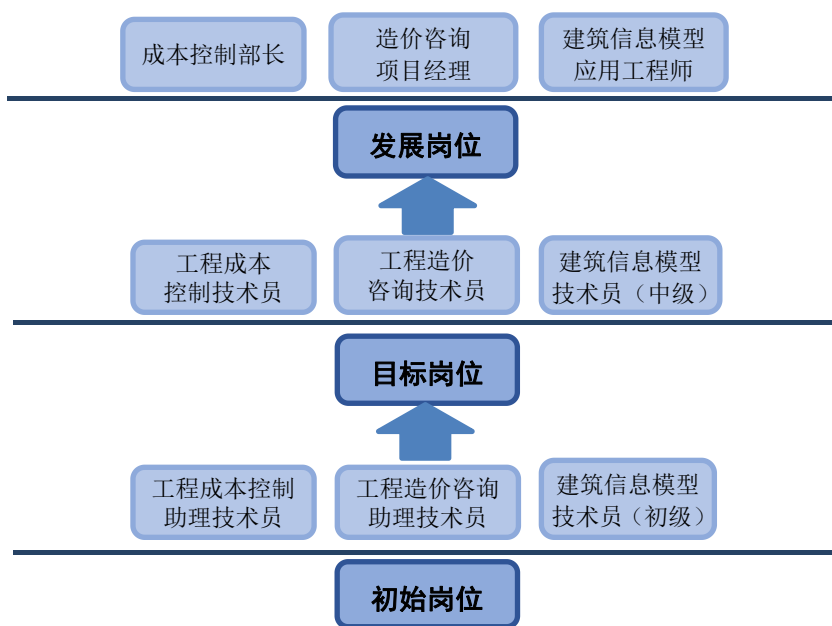 成本控制部长
造价咨询
项目经理
建筑信息模型
应用工程师
发展岗位
工程成本
控制技术员
工程造价
咨询技术员
建筑信息模型
技术员（中级）
目标岗位
工程成本控制
助理技术员
工程造价咨询
助理技术员
建筑信息模型
技术员（初级）
初始岗位